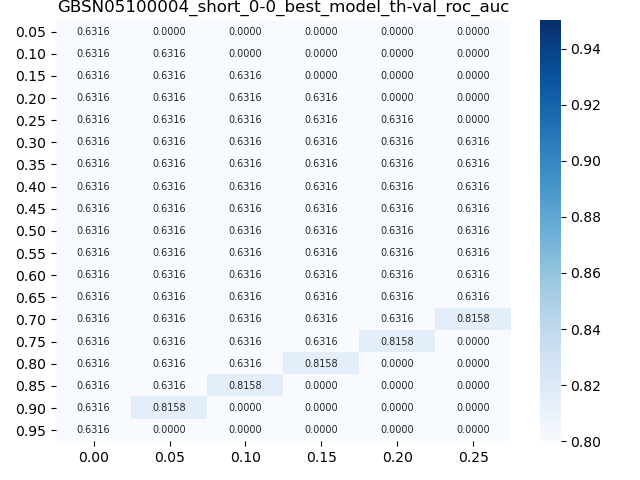 GBSN05100004_short_0-0_best_model_th-val_roc_auc
0.05 0.6316 0.0000 0.0000 0.0000 0.0000 0.0000
0.10 0.6316 0.6316 0.0000 0.0000 0.0000 0.0000
0.15 0.6316 0.6316 0.6316 0.0000 0.0000 0.0000
0.20 0.6316 0.6316 0.6316 0.6316 0.0000 0.0000
0.25 0.6316 0.6316 0.6316 0.6316 0.6316 0.0000
0.30 0.6316 0.6316 0.6316 0.6316 0.6316 0.6316
0.35 0.6316 0.6316 0.6316 0.6316 0.6316 0.6316
0.40 0.6316 0.6316 0.6316 0.6316 0.6316 0.6316
0.45 0.6316 0.6316 0.6316 0.6316 0.6316 0.6316
0.50 0.6316 0.6316 0.6316 0.6316 0.6316 0.6316
0.55 0.6316 0.6316 0.6316 0.6316 0.6316 0.6316
0.60 0.6316 0.6316 0.6316 0.6316 0.6316 0.6316
0.65 0.6316 0.6316 0.6316 0.6316 0.6316 0.6316
0.70 0.6316 0.6316 0.6316 0.6316 0.6316 0.8158
0.75 0.6316 0.6316 0.6316 0.6316 0.8158 0.0000
0.80 0.6316 0.6316 0.6316 0.8158 0.0000 0.0000
0.85 0.6316 0.6316 0.8158 0.0000 0.0000 0.0000
0.90 0.6316 0.8158 0.0000 0.0000 0.0000 0.0000
0.95 0.6316 0.0000 0.0000 0.0000 0.0000 0.0000
0.00 0.05 0.10 0.15 0.20 0.25
0.94
0.92
0.90
0.88
0.86
0.84
0.82
0.80